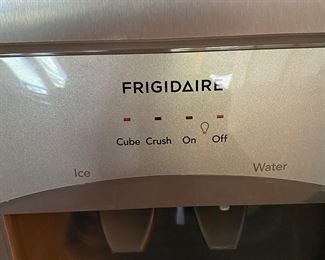 FRIGIDAIRE
Cube Crush On Off
Ice Water